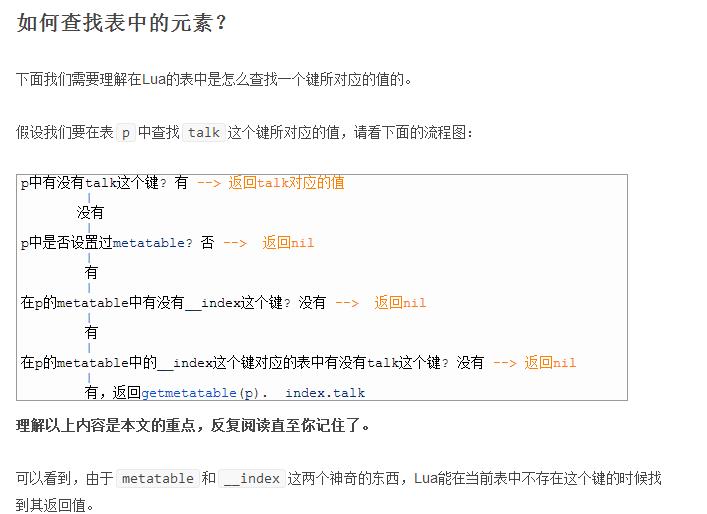 如何查找表中的元素?
下面我们需要理解在Lua的表中是怎么查找一个键所对应的值的。
假设我们要在表 p 中查找 talk 这个键所对应的值，请看下面的流程图：
p中有没有talk这个键? 有 --> 返回talk对应的值
|
没有
|
p中是否设置过metatable? 否 -->  返回nil
|
有
|
在p的metatable中有没有__index这个键? 没有 -->  返回nil
|
有
|
在p的metatable中的__index这个键对应的表中有没有talk这个键? 没有 --> 返回nil
|
有，返回getmetatable(p).  index.talk
理解以上内容是本文的重点，反复阅读直至你记住了。
可以看到，由于 metatable 和 __index 这两个神奇的东西，Lua能在当前表中不存在这个键的时候找
到其返回值。